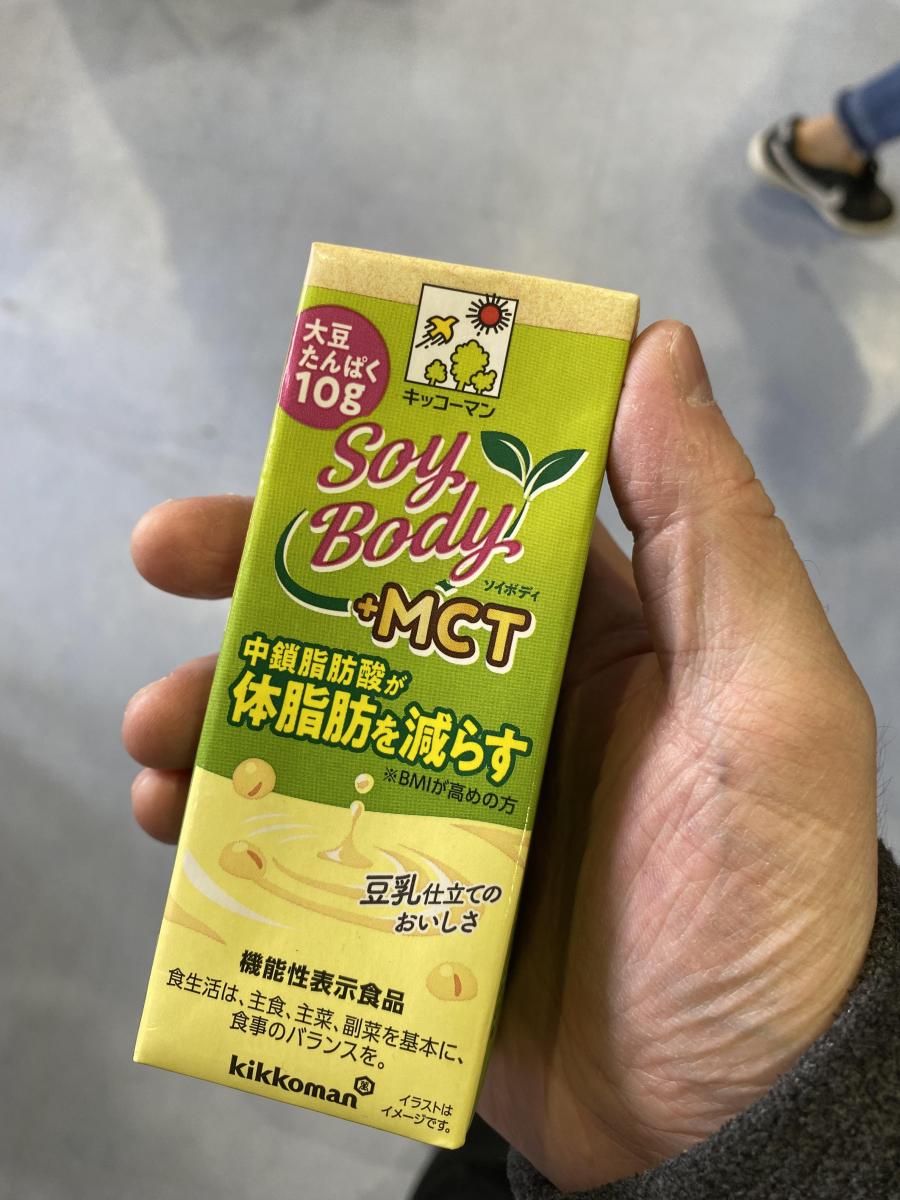 大豆
たんぱく
10g
キッコーマン
Soy
Body
ソイボディ
+MCT
中鎖脂肪酸が
体脂肪を減らす
※BMIが高めの方
豆乳仕立ての
おいしさ
機能性表示食品
食生活は、主食、主菜、副菜を基本に、
食事のバランスを。
kikkoman
イラストは
イメージです。